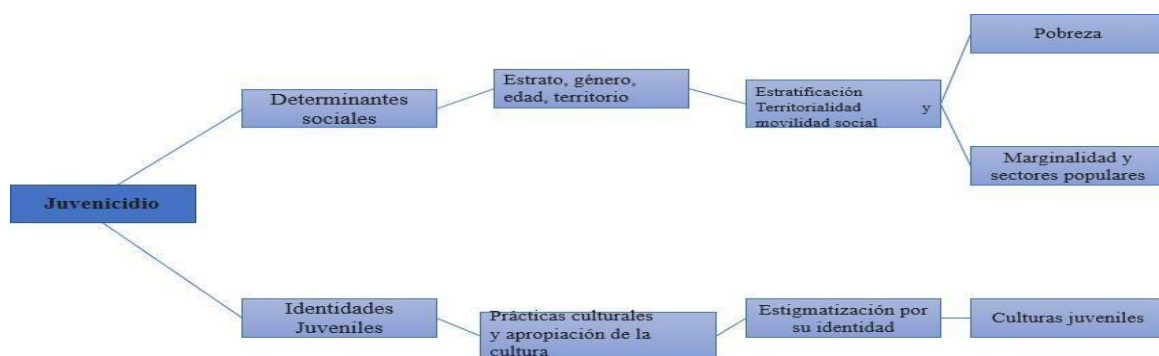 Pobreza
Estrato, género,
edad, territorio
Determinantes
sociales
Estratificación
Territorialidad y
movilidad social
Marginalidad y
sectores populares
Juvenicidio
Identidades
Juveniles
Prácticas culturales
y apropiación de la
cultura
Estigmatización por
su identidad
Culturas juveniles